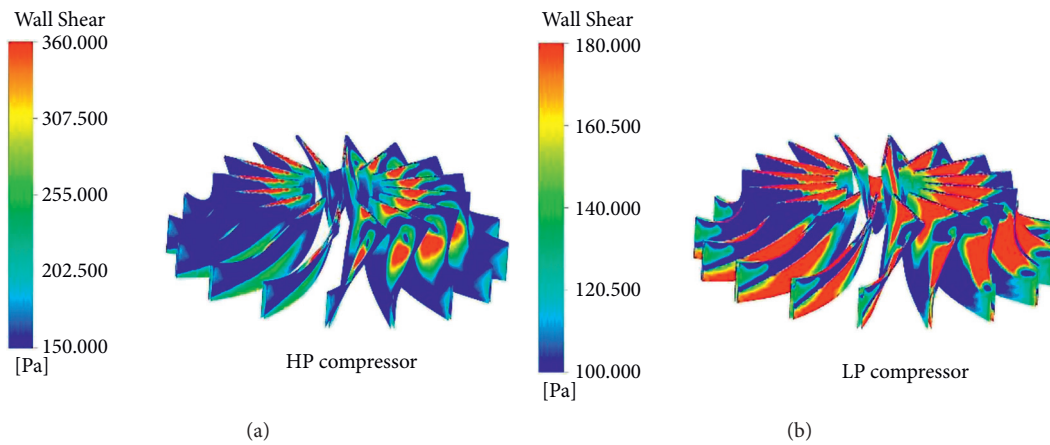 Wall Shear
360.000
307.500
255.000
202.500
150.000
[Pa]
HP compressor
(a)
Wall Shear
180.000
160.500
140.000
120.500
100.000
[Pa]
LP compressor
(b)